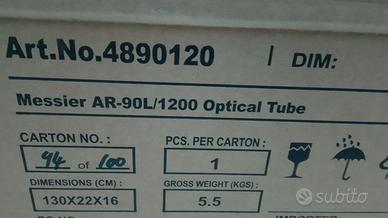 Art.No.4890120 | DIM:
Messier AR-90L/1200 Optical Tube
CARTON NO. : PCS. PER CARTON :
94 of 100 1
DIMENSIONS (CM) : GROSS WEIGHT (KGS) :
130X22X16 5.5
subito